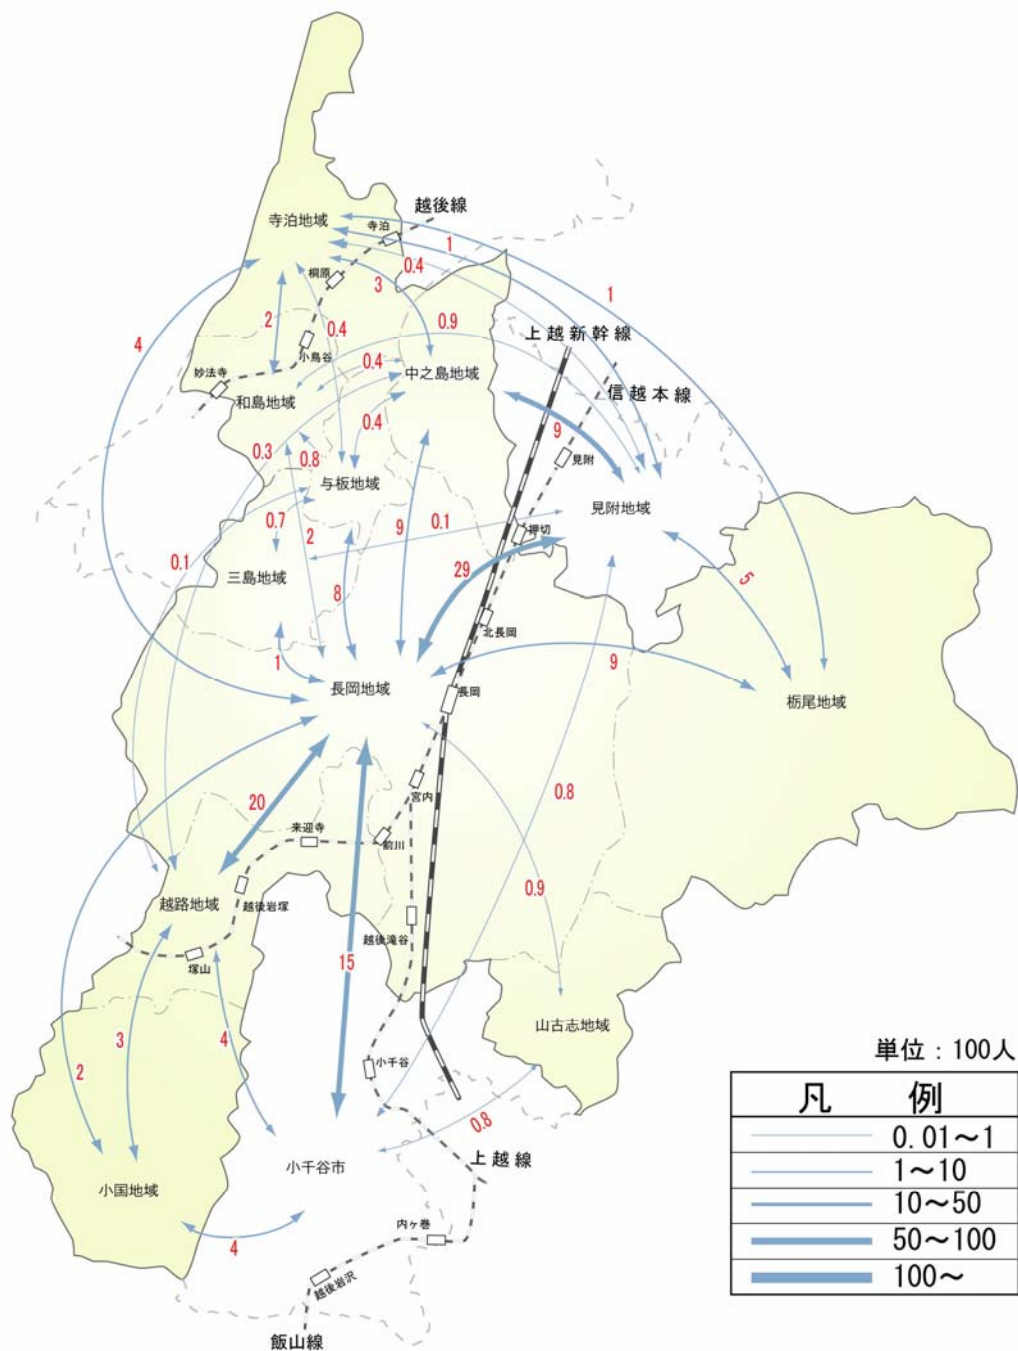 越後線
寺泊地域
寺泊
1
0.4
桐原
3
1
2
0.4
0.9
上越新幹線
4
小島谷
妙法寺
0.4
中之島地域
信越本線
和島地域
0.4
9
0.3
0.8
見附
与板地域
見附地域
0.7
2
9
0.1
押切
0.1
三島地域
29
5
8
北長岡
1
9
長岡地域
長岡
栃尾地域
宮内
0.8
20
来迎寺
前川
0.9
越路地域
越後岩塚
越後滝谷
塚山
15
山古志地域
3
4
小千谷
2
0.8
上越線
小千谷市
小国地域
内ヶ巻
4
越後岩沢
飯山線
単位：100人
凡 例
0.01～1
1～10
10～50
50～100
100～